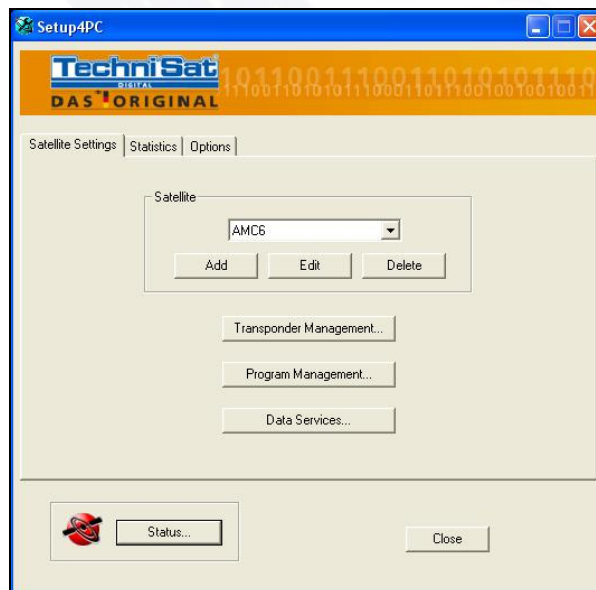 Setup4PC
TechniSat
DIGITAL
DAS ORIGINAL
Satellite Settings Statistics Options
Satellite
AMC6
Add Edit Delete
Transponder Management...
Program Management...
Data Services...
Status...
Close